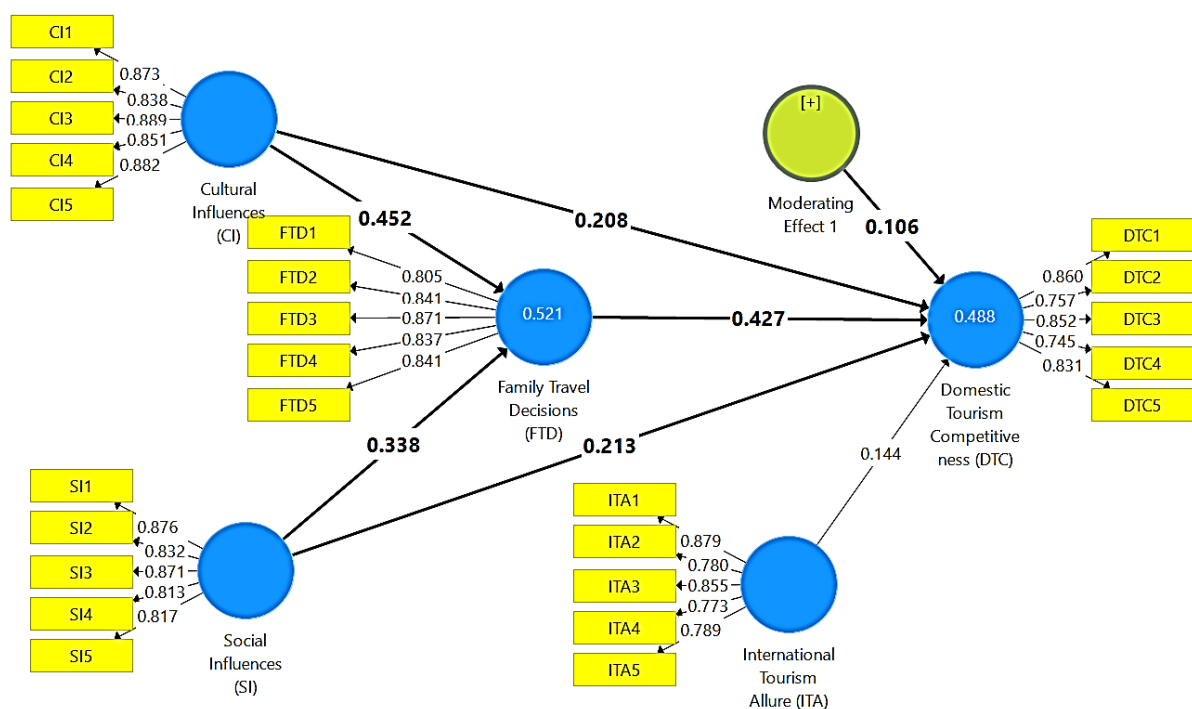 CI1
CI2
CI3
CI4
CI5
0.873
0.838
0.889
0.851
0.882
Cultural
Influences
(CI)
[+]
Moderating
Effect 1
0.452
0.208
0.106
FTD1
FTD2
FTD3
FTD4
FTD5
0.805
0.841
0.871
0.837
0.841
0.521
Family Travel
Decisions
(FTD)
0.427
0.488
Domestic
Tourism
Competitive
ness (DTC)
0.860
0.757
0.852
0.745
0.831
DTC1
DTC2
DTC3
DTC4
DTC5
0.338
0.213
0.144
SI1
SI2
SI3
SI4
SI5
0.876
0.832
0.871
0.813
0.817
Social
Influences
(SI)
ITA1
ITA2
ITA3
ITA4
ITA5
0.879
0.780
0.855
0.773
0.789
International
Tourism
Allure (ITA)